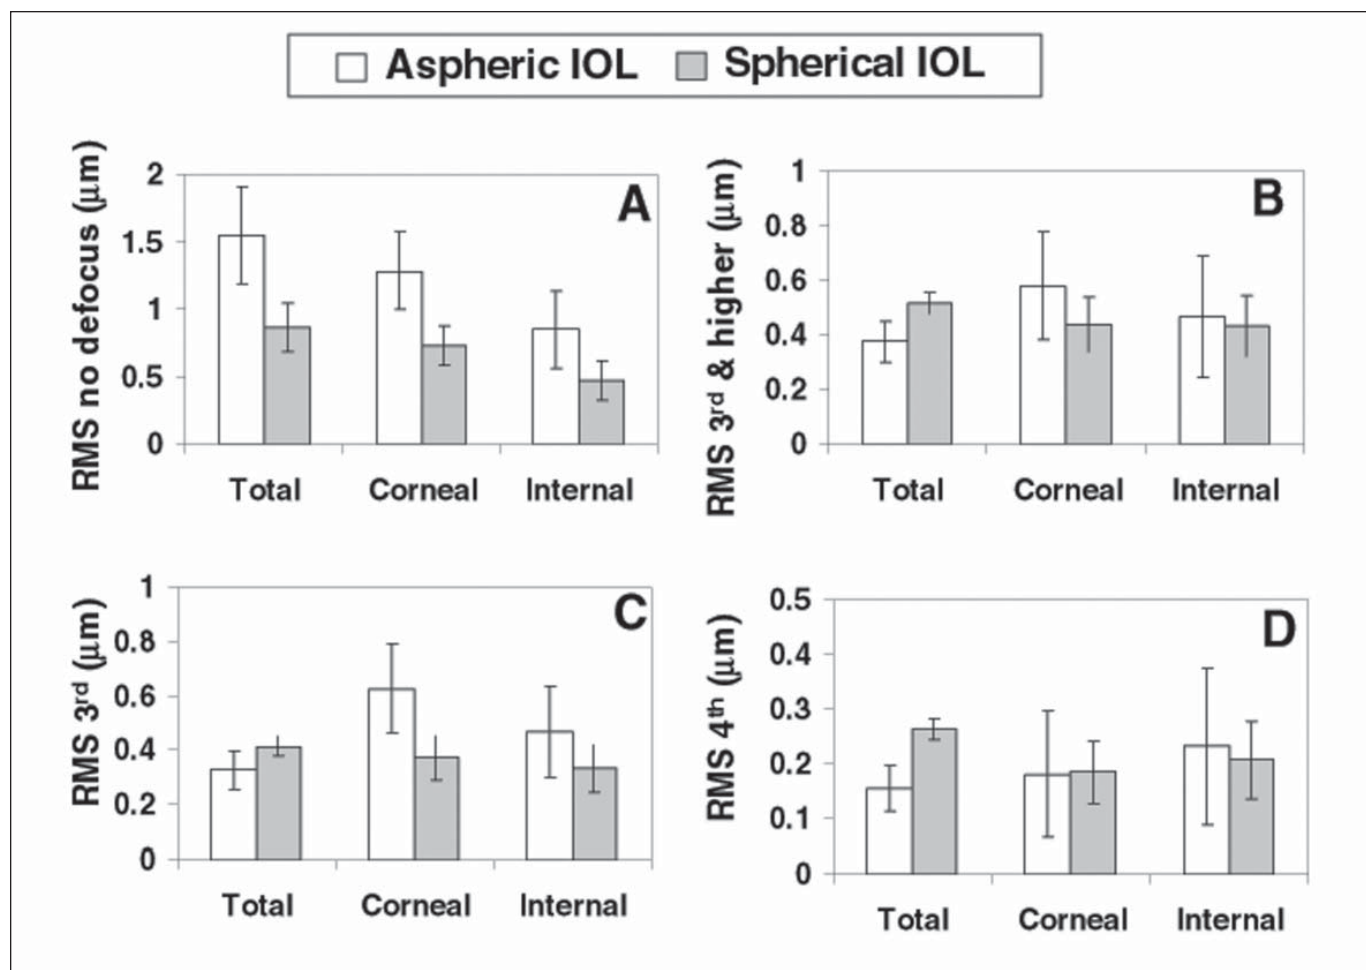 Aspheric IOL Spherical IOL
RMS no defocus (μm)
2
1.5
1
0.5
0
A
Total Corneal Internal
RMS 3rd & higher (μm)
1
0.8
0.6
0.4
0.2
0
B
Total Corneal Internal
RMS 3rd (μm)
1
0.8
0.6
0.4
0.2
0
C
Total Corneal Internal
RMS 4th (μm)
0.5
0.4
0.3
0.2
0.1
0
D
Total Corneal Internal